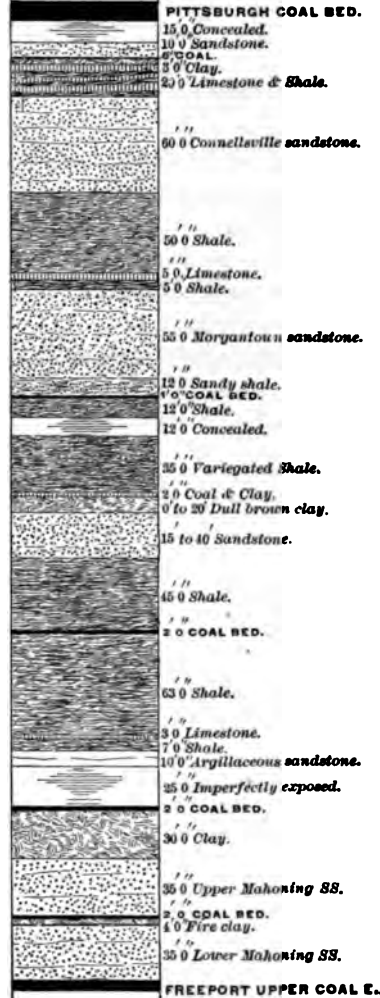 PITTSBURGH COAL BED.
15'0" Concealed.
10 0 Sandstone.
6" COAL.
3'0" Clay.
20'0" Limestone & Shale.
60'0" Connellsville sandstone.
50'0" Shale.
5'0" Limestone.
5 0 Shale.
55'0" Morgantown sandstone.
12'0" Sandy shale.
1'0" COAL BED.
12'0" Shale.
12'0" Concealed.
35'0" Variegated Shale.
2'0" Coal & Clay.
0' to 20' Dull brown clay.
15' to 40' Sandstone.
45'0" Shale.
2'0" COAL BED.
63'0" Shale.
3'0" Limestone.
7'0" Shale.
10'0" Argillaceous sandstone.
25'0" Imperfectly exposed.
2'0" COAL BED.
30'0" Clay.
35'0" Upper Mahoning SS.
2'0" COAL BED.
4'0" Fire clay.
35'0" Lower Mahoning SS.
FREEPORT UPPER COAL E.